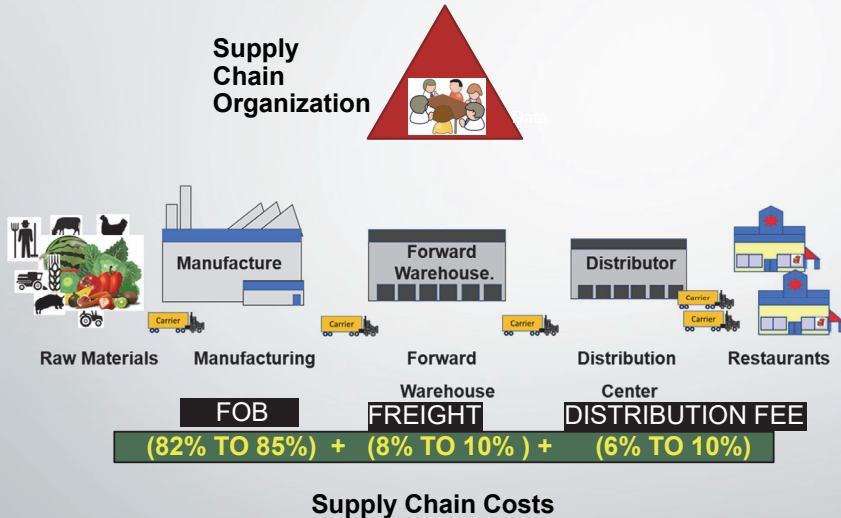 Supply
Chain
Organization
Data
Manufacture
Forward
Warehouse.
Distributor
Carrier
Carrier
Carrier
Carrier
Carrier
Raw Materials
Manufacturing
Forward
Warehouse
Distribution
Center
Restaurants
FOB
FREIGHT
DISTRIBUTION FEE
(82% TO 85%) + (8% TO 10% ) + (6% TO 10%)
Supply Chain Costs